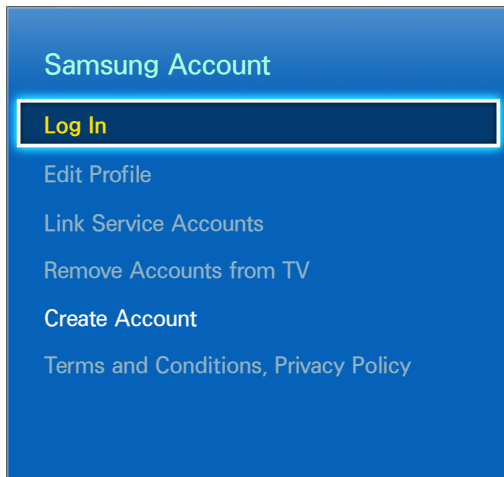 Samsung Account
Log In
Edit Profile
Link Service Accounts
Remove Accounts from TV
Create Account
Terms and Conditions, Privacy Policy